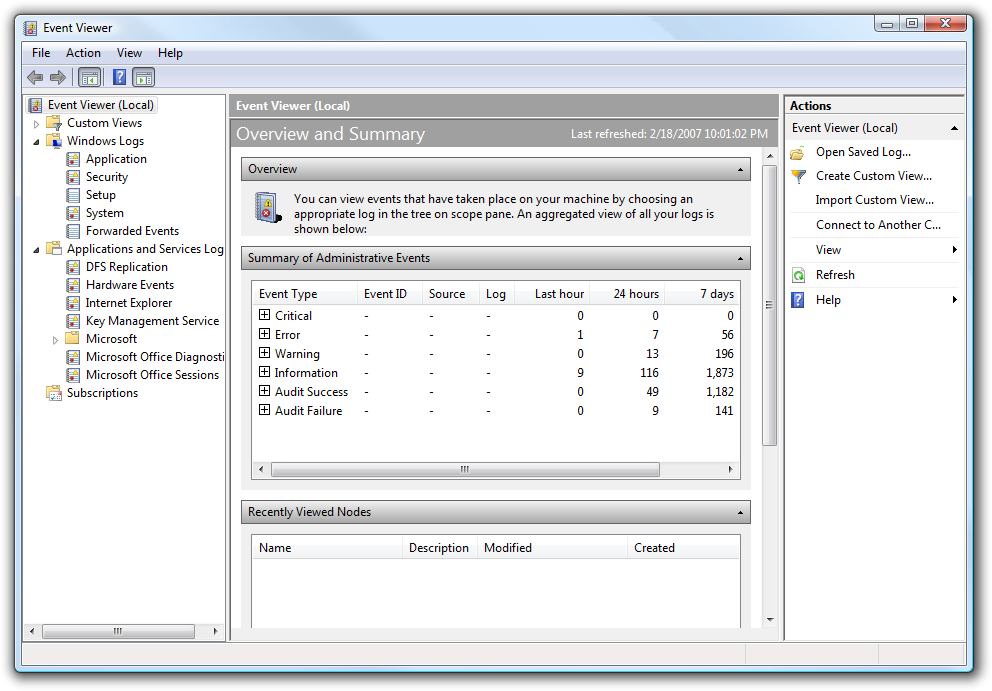 Event Viewer
File Action View Help
Event Viewer (Local)
Custom Views
Windows Logs
Application
Security
Setup
System
Forwarded Events
Applications and Services Log
DFS Replication
Hardware Events
Internet Explorer
Key Management Service
Microsoft
Microsoft Office Diagnosti
Microsoft Office Sessions
Subscriptions
Event Viewer (Local)
Overview and Summary Last refreshed: 2/18/2007 10:01:02 PM
Overview
You can view events that have taken place on your machine by choosing an
appropriate log in the tree on scope pane. An aggregated view of all your logs is
shown below:
Summary of Administrative Events
Event Type Event ID Source Log Last hour 24 hours 7 days
Critical - - - 0 0 0
Error - - - 1 7 56
Warning - - - 0 13 196
Information - - - 9 116 1,873
Audit Success - - - 0 49 1,182
Audit Failure - - - 0 9 141
Recently Viewed Nodes
Name Description Modified Created
Actions
Event Viewer (Local)
Open Saved Log...
Create Custom View...
Import Custom View...
Connect to Another C...
View
Refresh
Help